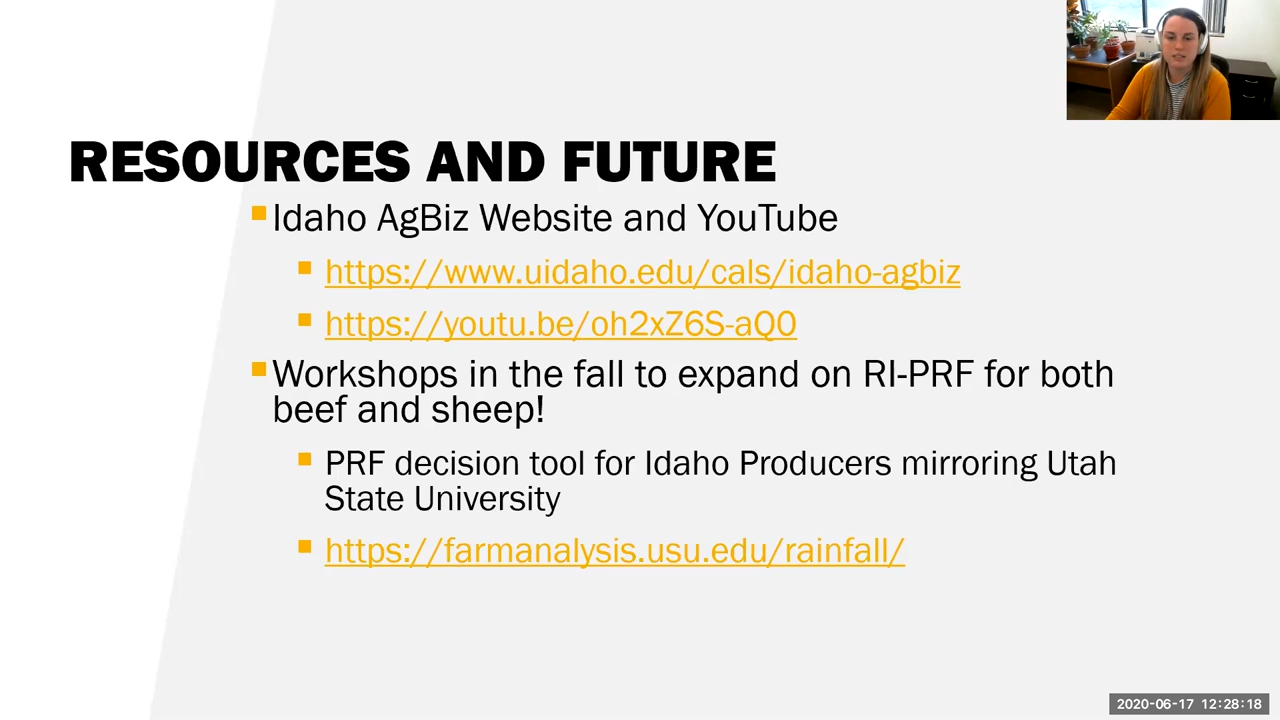 RESOURCES AND FUTURE
Idaho AgBiz Website and YouTube
https://www.uidaho.edu/cals/idaho-agbiz
https://youtu.be/oh2xZ6S-aQ0
Workshops in the fall to expand on RI-PRF for both
beef and sheep!
PRF decision tool for Idaho Producers mirroring Utah
State University
https://farmanalysis.usu.edu/rainfall/
2020-06-17 12:28:18